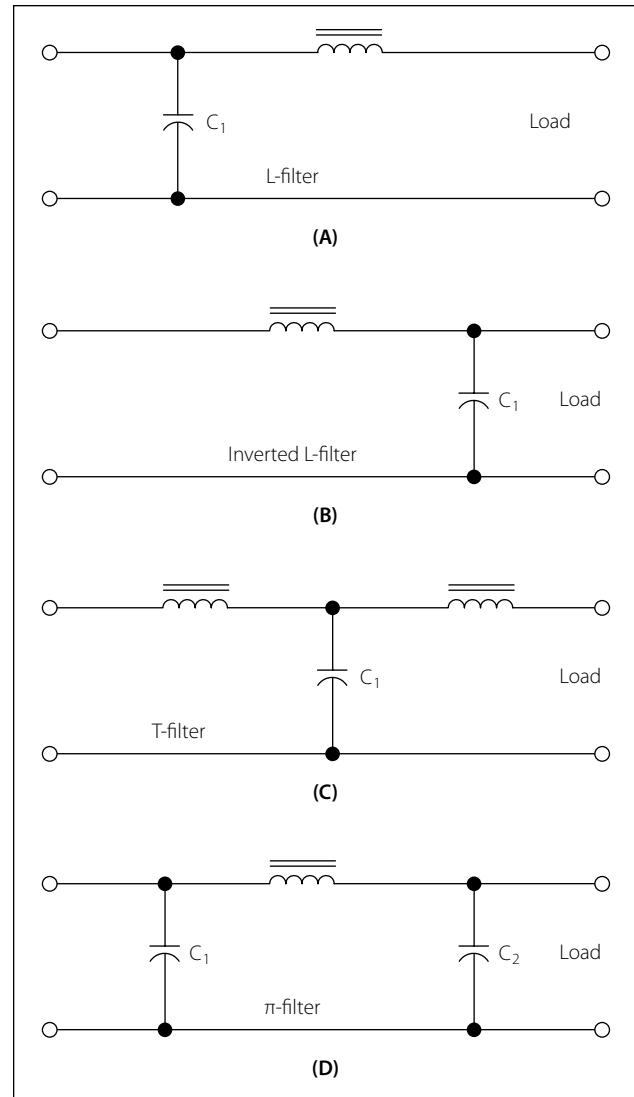 C₁
Load
L-filter
(A)
C₁
Load
Inverted L-filter
(B)
C₁
Load
T-filter
(C)
C₁
C₂
Load
π-filter
(D)